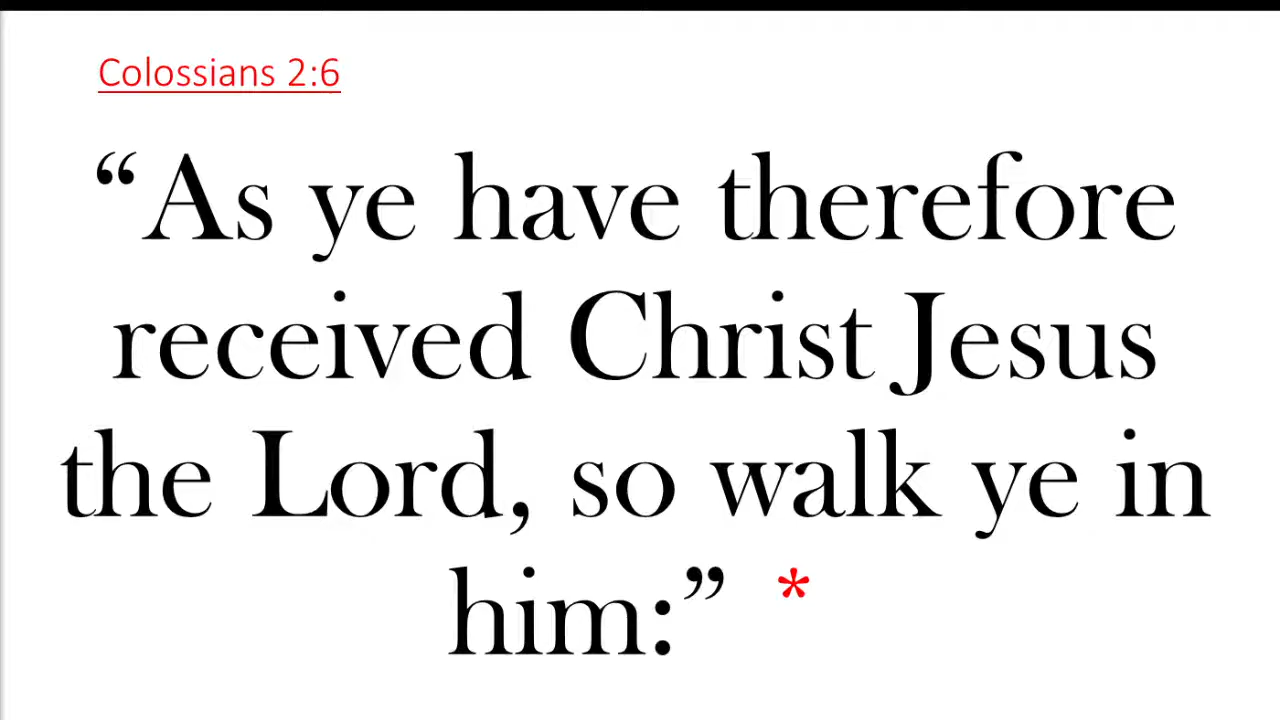 Colossians 2:6
“As ye have therefore
received Christ Jesus
the Lord, so walk ye in
him:” *